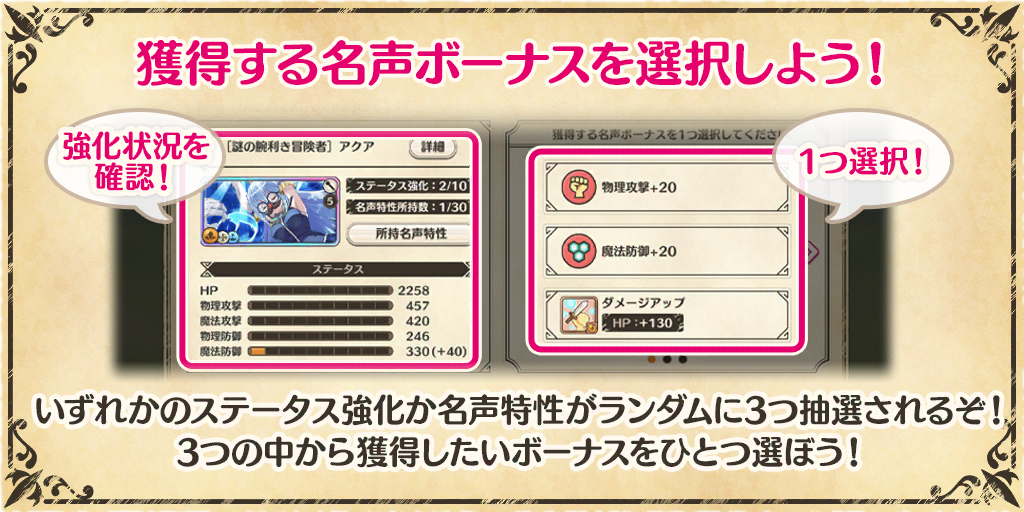 獲得する名声ボーナスを選択しよう！
強化状況を
確認！
[謎の腕利き冒険者] アクア
詳細
ステータス強化：2/10
5
名声特性所持数：1/30
所持名声特性
ステータス
HP 2258
物理攻撃 457
魔法攻撃 420
物理防御 246
魔法防御 330(+40)
獲得する名声ボーナスを1つ選択してくださ
1つ選択！
物理攻撃+20
魔法防御+20
ダメージアップ
HP：+130
いずれかのステータス強化か名声特性がランダムに3つ抽選されるぞ！
3つの中から獲得したいボーナスをひとつ選ぼう！